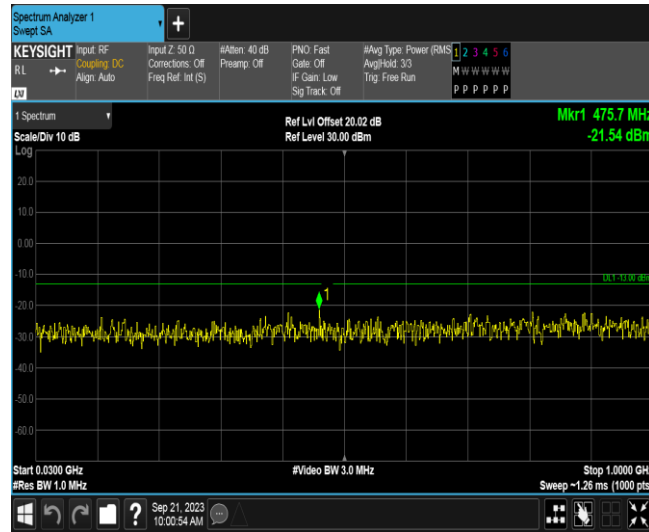 Spectrum Analyzer 1
Swept SA
KEYSIGHT
RL
LXI
Input: RF
Coupling: DC
Align: Auto
Input Z: 50 Ω
Corrections: Off
Freq Ref: Int (S)
#Atten: 40 dB
Preamp: Off
PNO: Fast
Gate: Off
IF Gain: Low
Sig Track: Off
#Avg Type: Power (RMS
Avg|Hold: 3/3
Trig: Free Run
1 2 3 4 5 6
M W W W W W
P P P P P P
1 Spectrum
Scale/Div 10 dB
Log
Ref Lvl Offset 20.02 dB
Ref Level 30.00 dBm
Mkr1 475.7 MHz
-21.54 dBm
20.0
10.0
0.00
-10.0
DL1 -13.00 dBm
1
-20.0
-30.0
-40.0
-50.0
-60.0
Start 0.0300 GHz
#Res BW 1.0 MHz
#Video BW 3.0 MHz
Stop 1.0000 GHz
Sweep ~1.26 ms (1000 pts)
?
Sep 21, 2023
10:00:54 AM